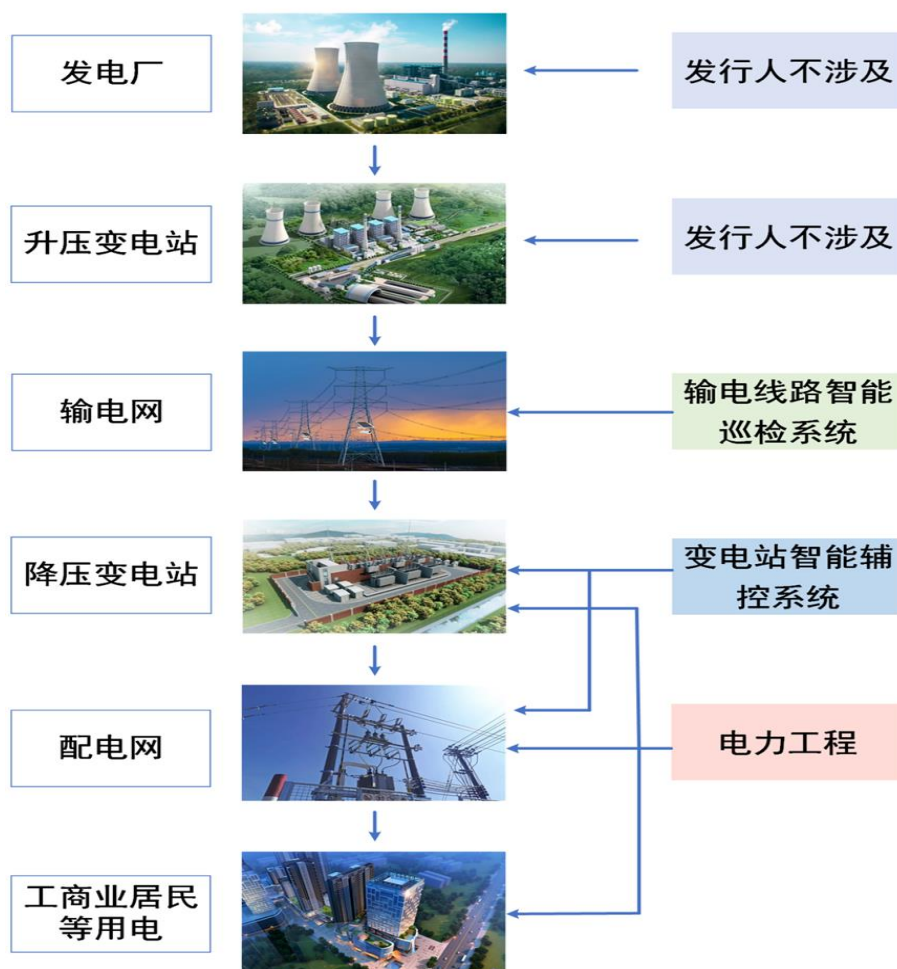 发电厂
发行人不涉及
升压变电站
发行人不涉及
输电网
输电线路智能
巡检系统
降压变电站
变电站智能辅
控系统
配电网
电力工程
工商业居民
等用电